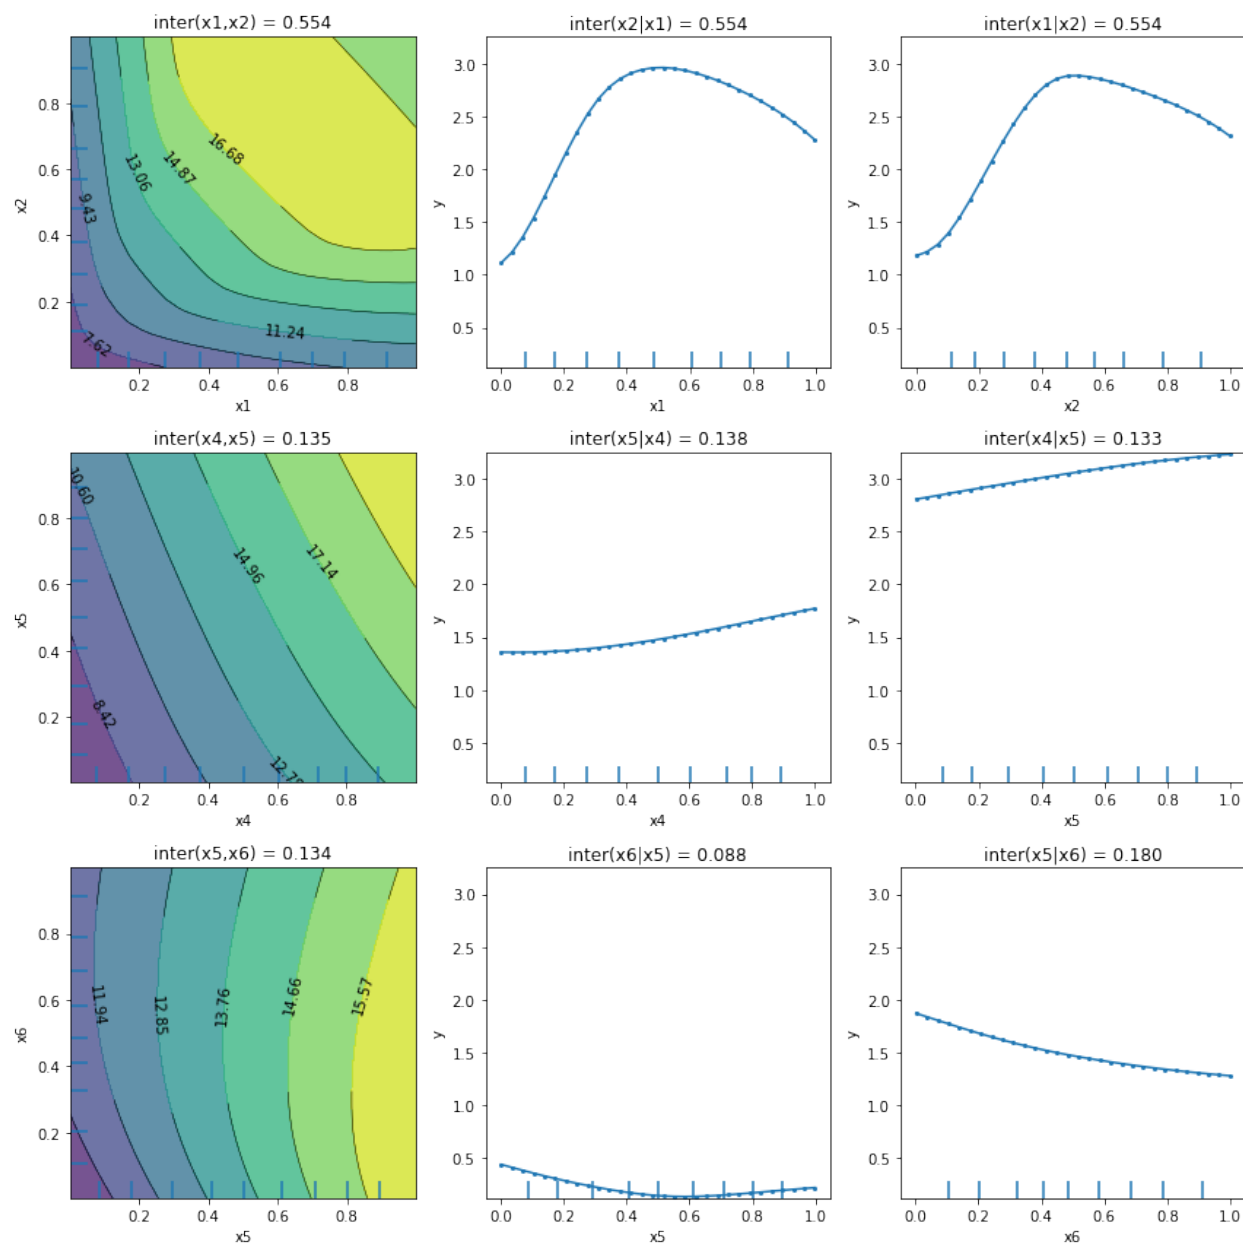 inter(x1,x2) = 0.554
inter(x2|x1) = 0.554
inter(x1|x2) = 0.554
0.8
0.6
0.4
0.2
x2
16.68
14.87
13.06
9.43
11.24
7.62
0.2 0.4 0.6 0.8
x1
3.0
2.5
2.0
1.5
1.0
0.5
y
0.0 0.2 0.4 0.6 0.8 1.0
x1
3.0
2.5
2.0
1.5
1.0
0.5
y
0.0 0.2 0.4 0.6 0.8 1.0
x2
inter(x4,x5) = 0.135
inter(x5|x4) = 0.138
inter(x4|x5) = 0.133
0.8
0.6
0.4
0.2
x5
10.60
14.96
17.14
8.42
0.2 0.4 0.6 0.8
x4
3.0
2.5
2.0
1.5
1.0
0.5
y
0.0 0.2 0.4 0.6 0.8 1.0
x4
3.0
2.5
2.0
1.5
1.0
0.5
y
0.0 0.2 0.4 0.6 0.8 1.0
x5
inter(x5,x6) = 0.134
inter(x6|x5) = 0.088
inter(x5|x6) = 0.180
0.8
0.6
0.4
0.2
x6
11.94
12.85
13.76
14.66
15.57
0.2 0.4 0.6 0.8
x5
3.0
2.5
2.0
1.5
1.0
0.5
y
0.0 0.2 0.4 0.6 0.8 1.0
x5
3.0
2.5
2.0
1.5
1.0
0.5
y
0.0 0.2 0.4 0.6 0.8 1.0
x6